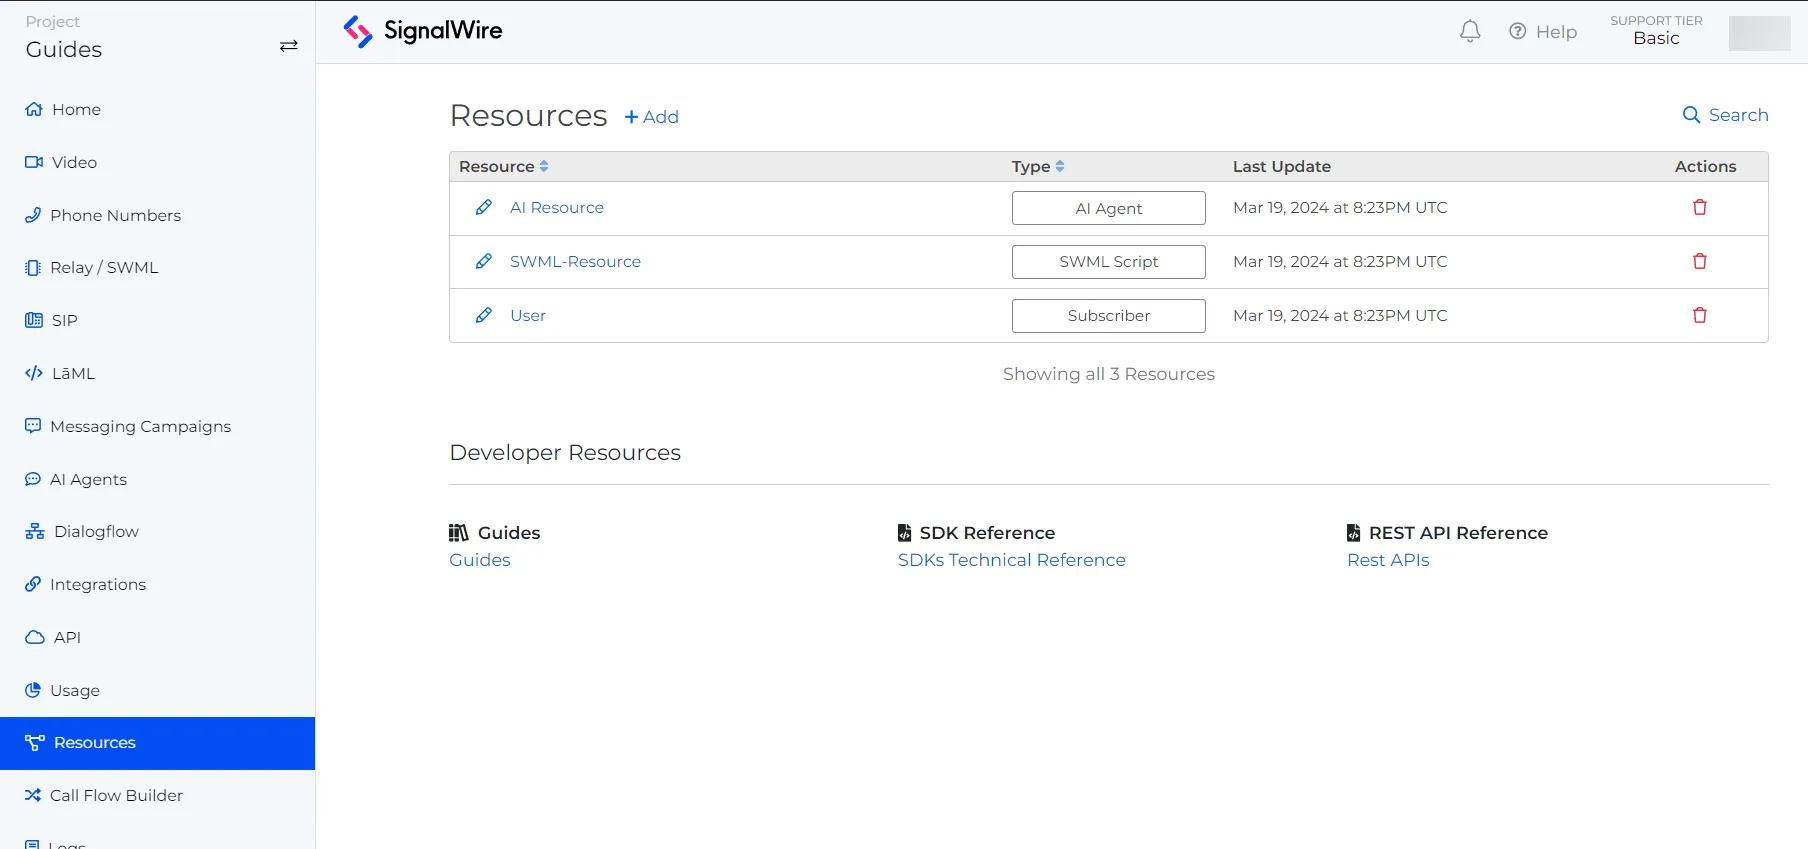 Project
Guides
Home
Video
Phone Numbers
Relay / SWML
SIP
LāML
Messaging Campaigns
AI Agents
Dialogflow
Integrations
API
Usage
Resources
Call Flow Builder
Logs
SignalWire
Help
SUPPORT TIER
Basic
Resources + Add
Search
Resource Type Last Update Actions
AI Resource AI Agent Mar 19, 2024 at 8:23PM UTC
SWML-Resource SWML Script Mar 19, 2024 at 8:23PM UTC
User Subscriber Mar 19, 2024 at 8:23PM UTC
Showing all 3 Resources
Developer Resources
Guides
Guides
SDK Reference
SDKs Technical Reference
REST API Reference
Rest APIs